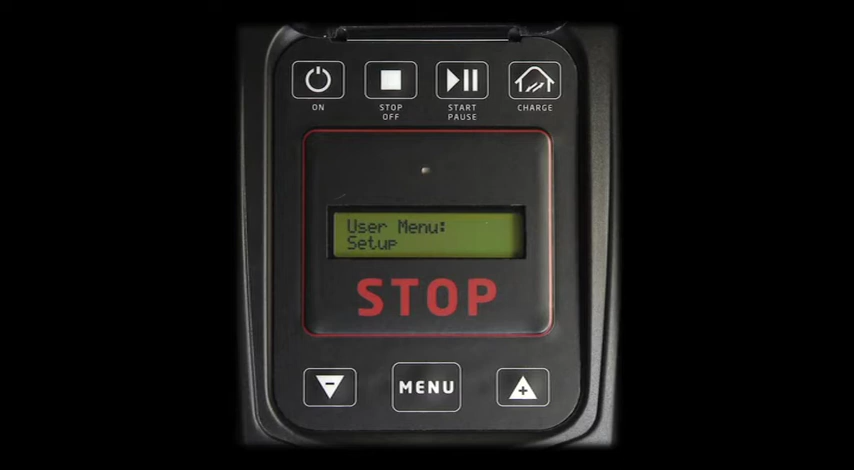 ON
STOP
OFF
START
PAUSE
CHARGE
User Menu:
Setup
STOP
MENU